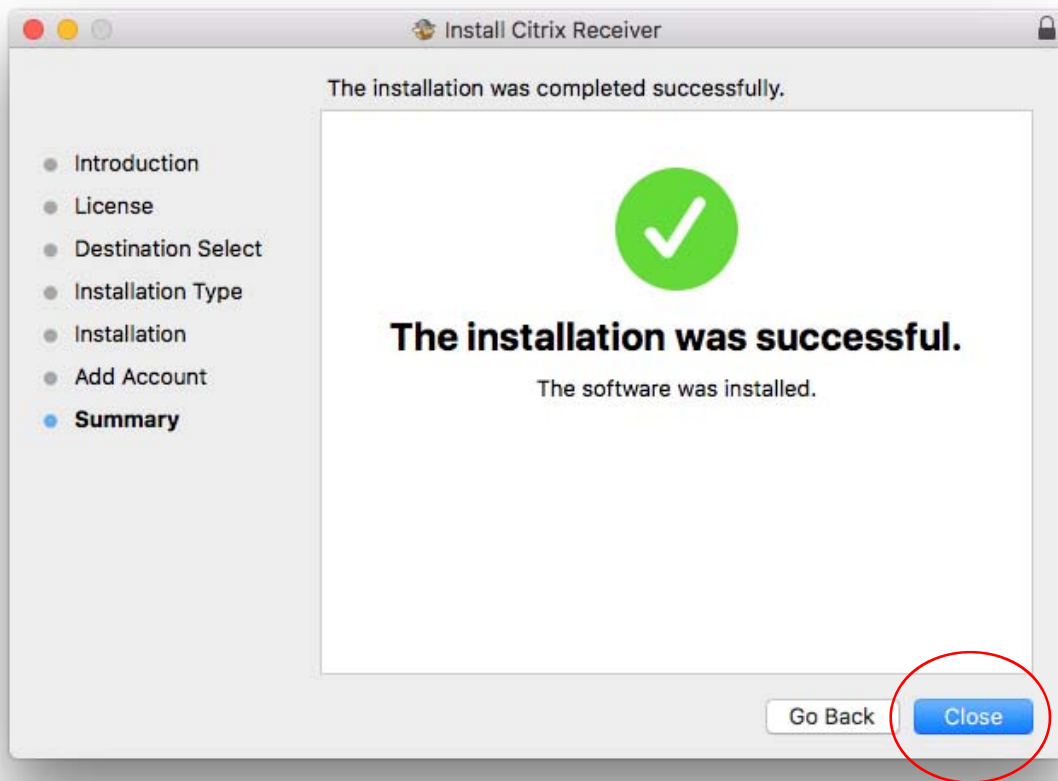 Install Citrix Receiver
The installation was completed successfully.
Introduction
License
Destination Select
Installation Type
Installation
Add Account
Summary
The installation was successful.
The software was installed.
Go Back
Close